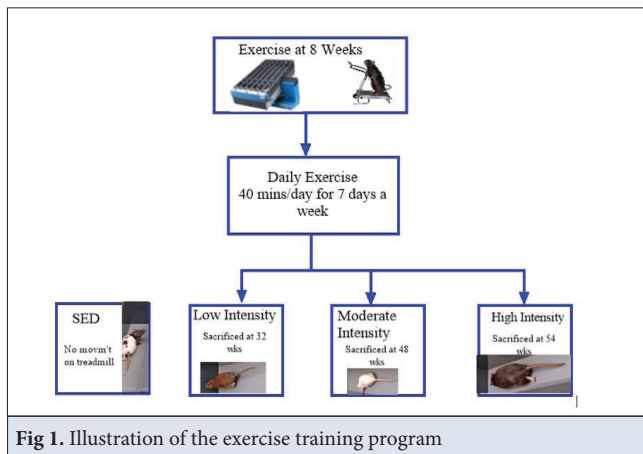 Exercise at 8 Weeks
Daily Exercise
40 mins/day for 7 days a
week
SED
No movm't
on treadmill
Low Intensity
Sacrificed at 32
wks
Moderate
Intensity
Sacrificed at 48
wks
High Intensity
Sacrificed at 54
wks
Fig 1. Illustration of the exercise training program